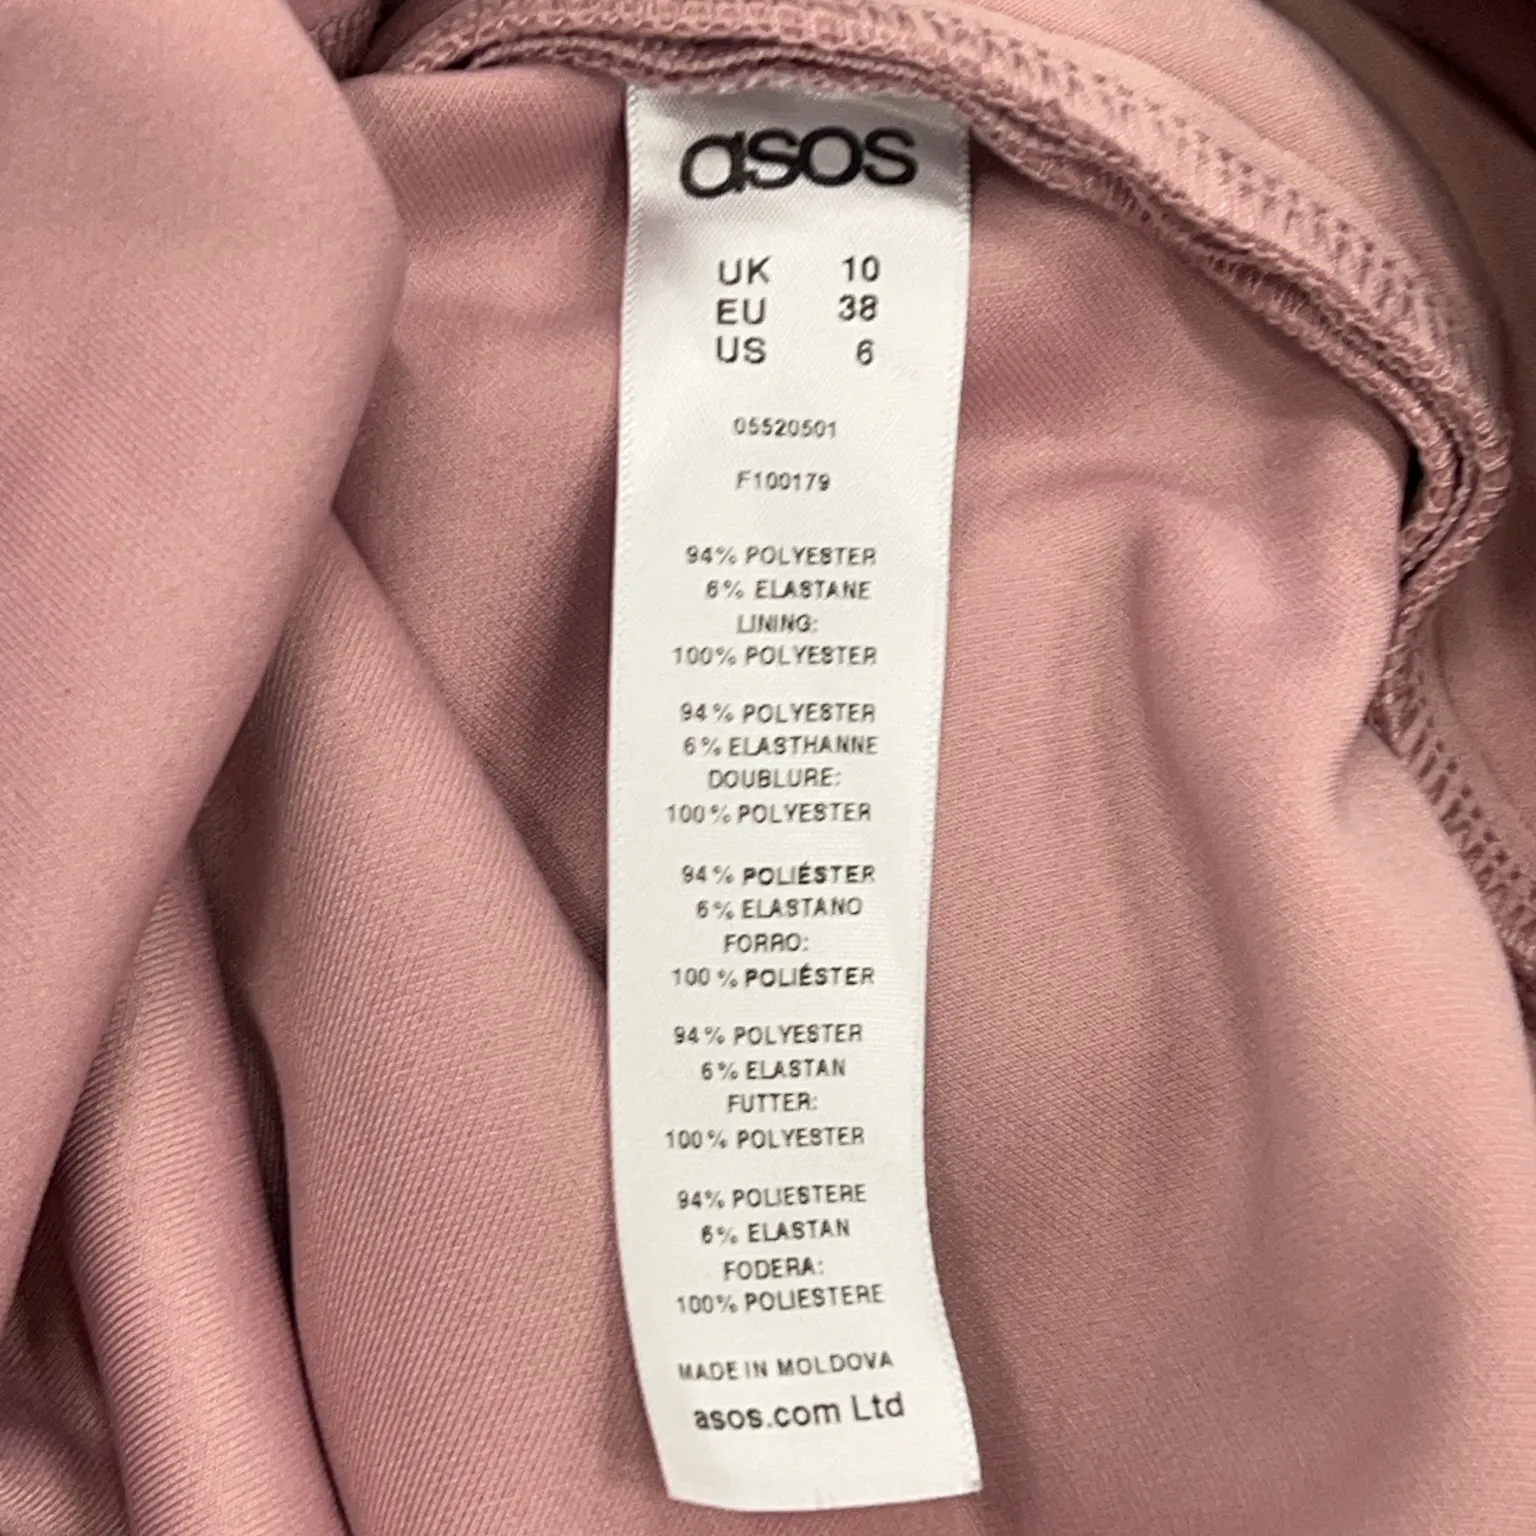 asos
UK 10
EU 38
US 6
05520501
F100179
94% POLYESTER
6% ELASTANE
LINING:
100% POLYESTER
94% POLYESTER
6% ELASTHANNE
DOUBLURE:
100% POLYESTER
94% POLIÉSTER
6% ELASTANO
FORRO:
100% POLIÉSTER
94% POLYESTER
6% ELASTAN
FUTTER:
100% POLYESTER
94% POLIESTERE
6% ELASTAN
FODERA:
100% POLIESTERE
MADE IN MOLDOVA
asos.com Ltd